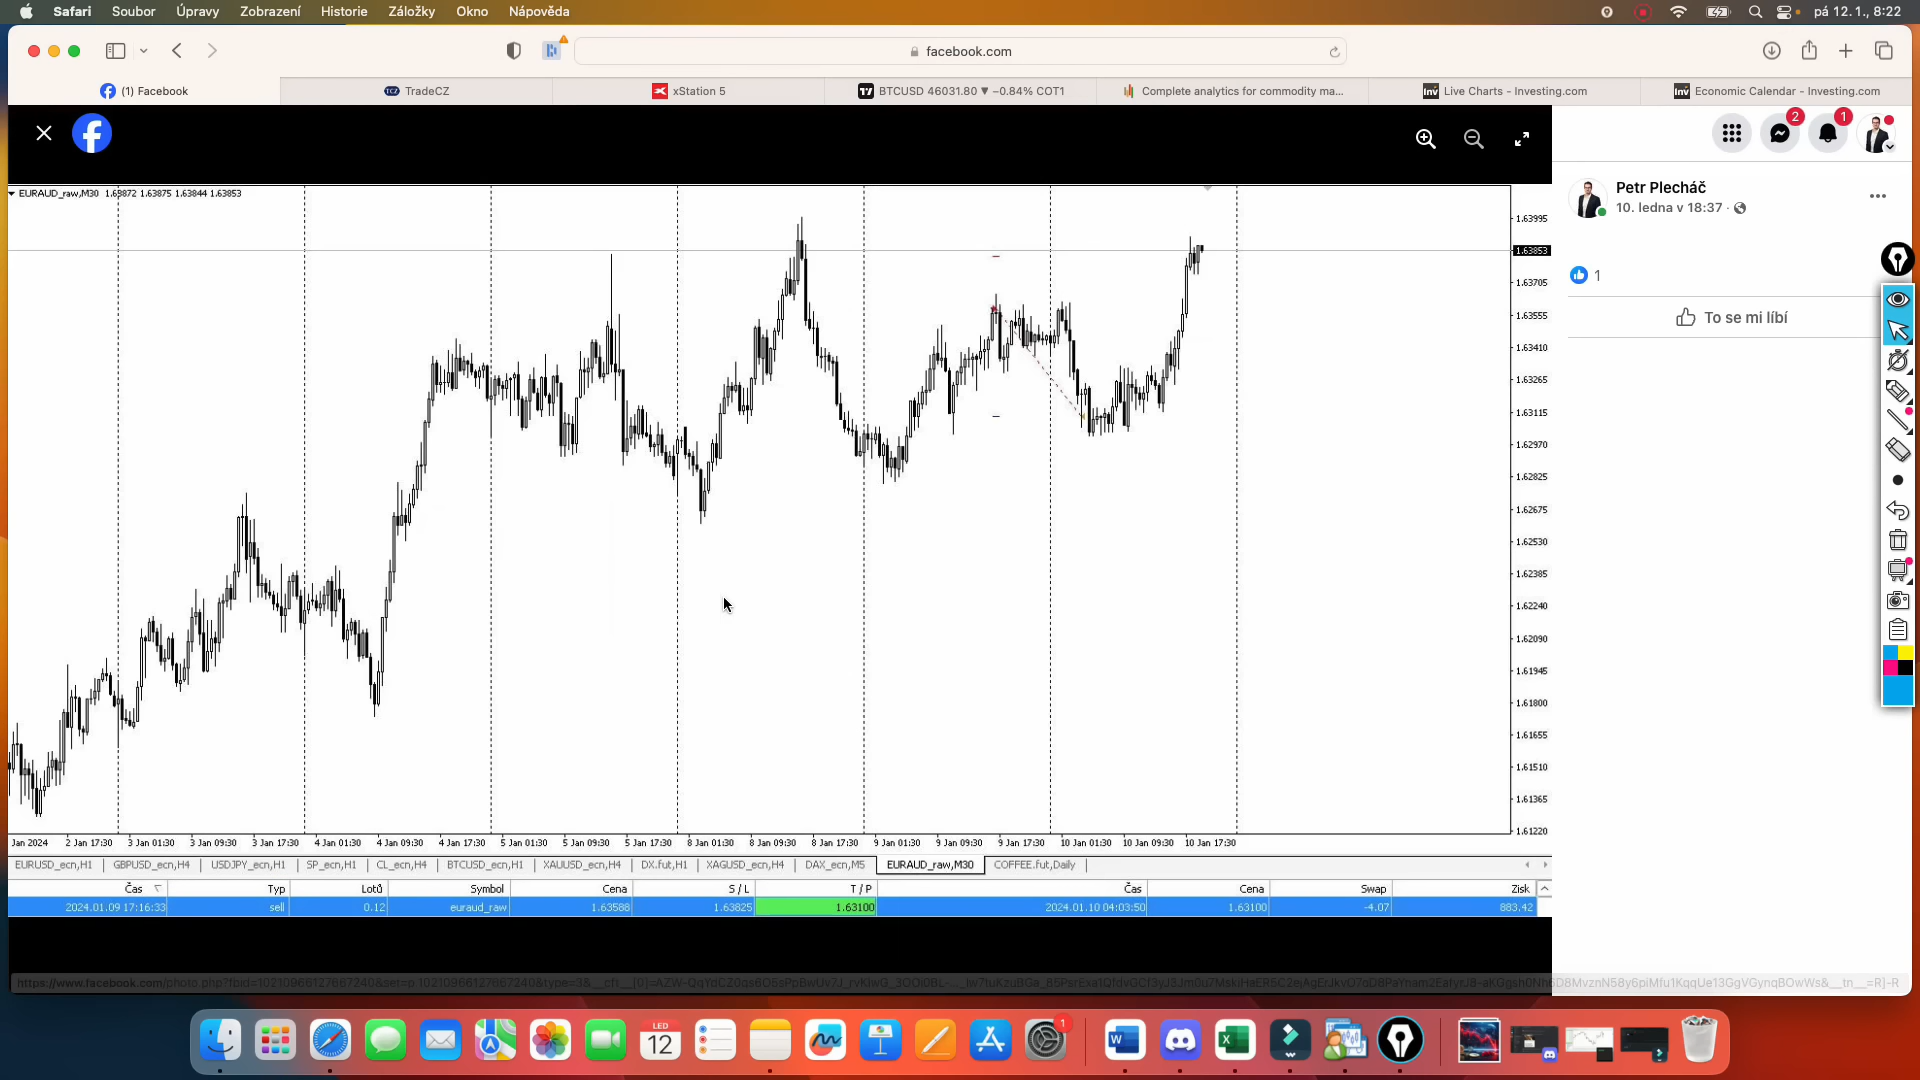 Safari Soubor Úpravy Zobrazení Historie Záložky Okno Nápověda pá 12. 1., 8:22
facebook.com
(1) Facebook TradeCZ xStation 5 BTCUSD 46031.80 ▼ −0.84% COT1 Complete analytics for commodity ma... Live Charts - Investing.com Economic Calendar - Investing.com
2 1
EURAUD_raw,M30 1.63872 1.63875 1.63844 1.63853
Petr Plecháč
10. ledna v 18:37
1
To se mi líbí
1.63995
1.63853
1.63705
1.63555
1.63410
1.63265
1.63115
1.62970
1.62825
1.62675
1.62530
1.62385
1.62240
1.62090
1.61945
1.61800
1.61655
1.61510
1.61365
1.61220
Jan 2024 2 Jan 17:30 3 Jan 01:30 3 Jan 09:30 3 Jan 17:30 4 Jan 01:30 4 Jan 09:30 4 Jan 17:30 5 Jan 01:30 5 Jan 09:30 5 Jan 17:30 8 Jan 01:30 8 Jan 09:30 8 Jan 17:30 9 Jan 01:30 9 Jan 09:30 9 Jan 17:30 10 Jan 01:30 10 Jan 09:30 10 Jan 17:30
EURUSD_ecn,H1 GBPUSD_ecn,H4 USDJPY_ecn,H1 SP_ecn,H1 CL_ecn,H4 BTCUSD_ecn,H1 XAUUSD_ecn,H4 DX.fut,H1 XAGUSD_ecn,H4 DAX_ecn,M5 EURAUD_raw,M30 COFFEE.fut,Daily
Čas Typ Lotů Symbol Cena S / L T / P Čas Cena Swap Zisk
2024.01.09 17:16:33 sell 0.12 euraud_raw 1.63588 1.63825 1.63100 2024.01.10 04:03:50 1.63100 -4.07 883.42
LED
12
1